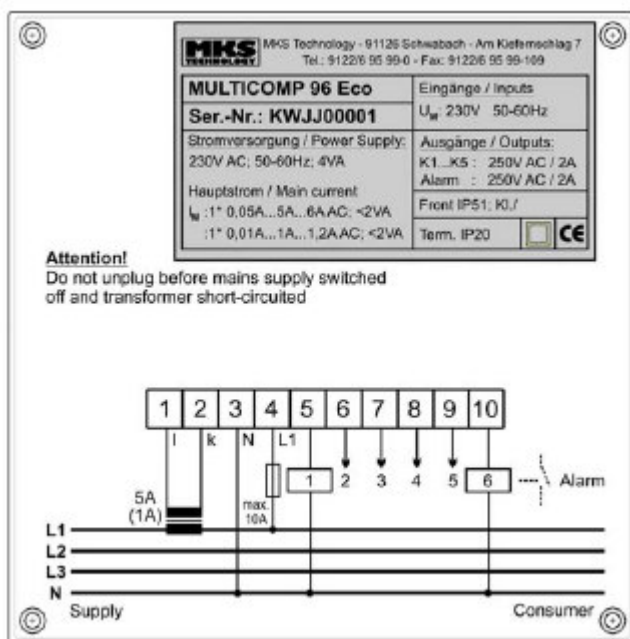 MKS TECHNOLOGY
MKS Technology - 91126 Schwabach - Am Kiefernschlag 7
Tel.: 9122/6 95 99-0 - Fax: 9122/6 95 99-109
MULTICOMP 96 Eco
Ser.-Nr.: KWJJ00001
Stromversorgung / Power Supply:
230V AC; 50-60Hz; 4VA
Hauptstrom / Main current
:1* 0,05A...5A...6A AC; <2VA
:1* 0,01A...1A...1,2A AC; <2VA
Eingänge / Inputs
230V 50-60Hz
Ausgänge / Outputs:
K1...K5 : 250V AC / 2A
Alarm : 250V AC / 2A
Front IP51; Kl./
Term. IP20
CE
Attention!
Do not unplug before mains supply switched
off and transformer short-circuited
1 2 3 4 5 6 7 8 9 10
l k N L1
1 2 3 4 5 6 Alarm
5A
(1A)
max.
10A
L1
L2
L3
N
Supply Consumer